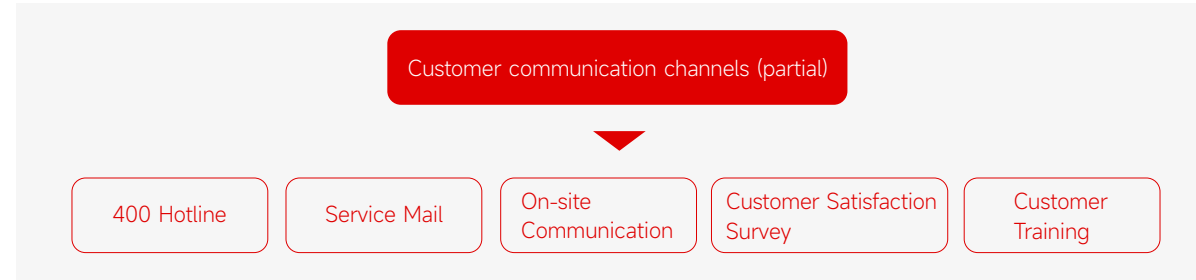 Customer communication channels (partial)
400 Hotline
Service Mail
On-site
Communication
Customer Satisfaction
Survey
Customer
Training